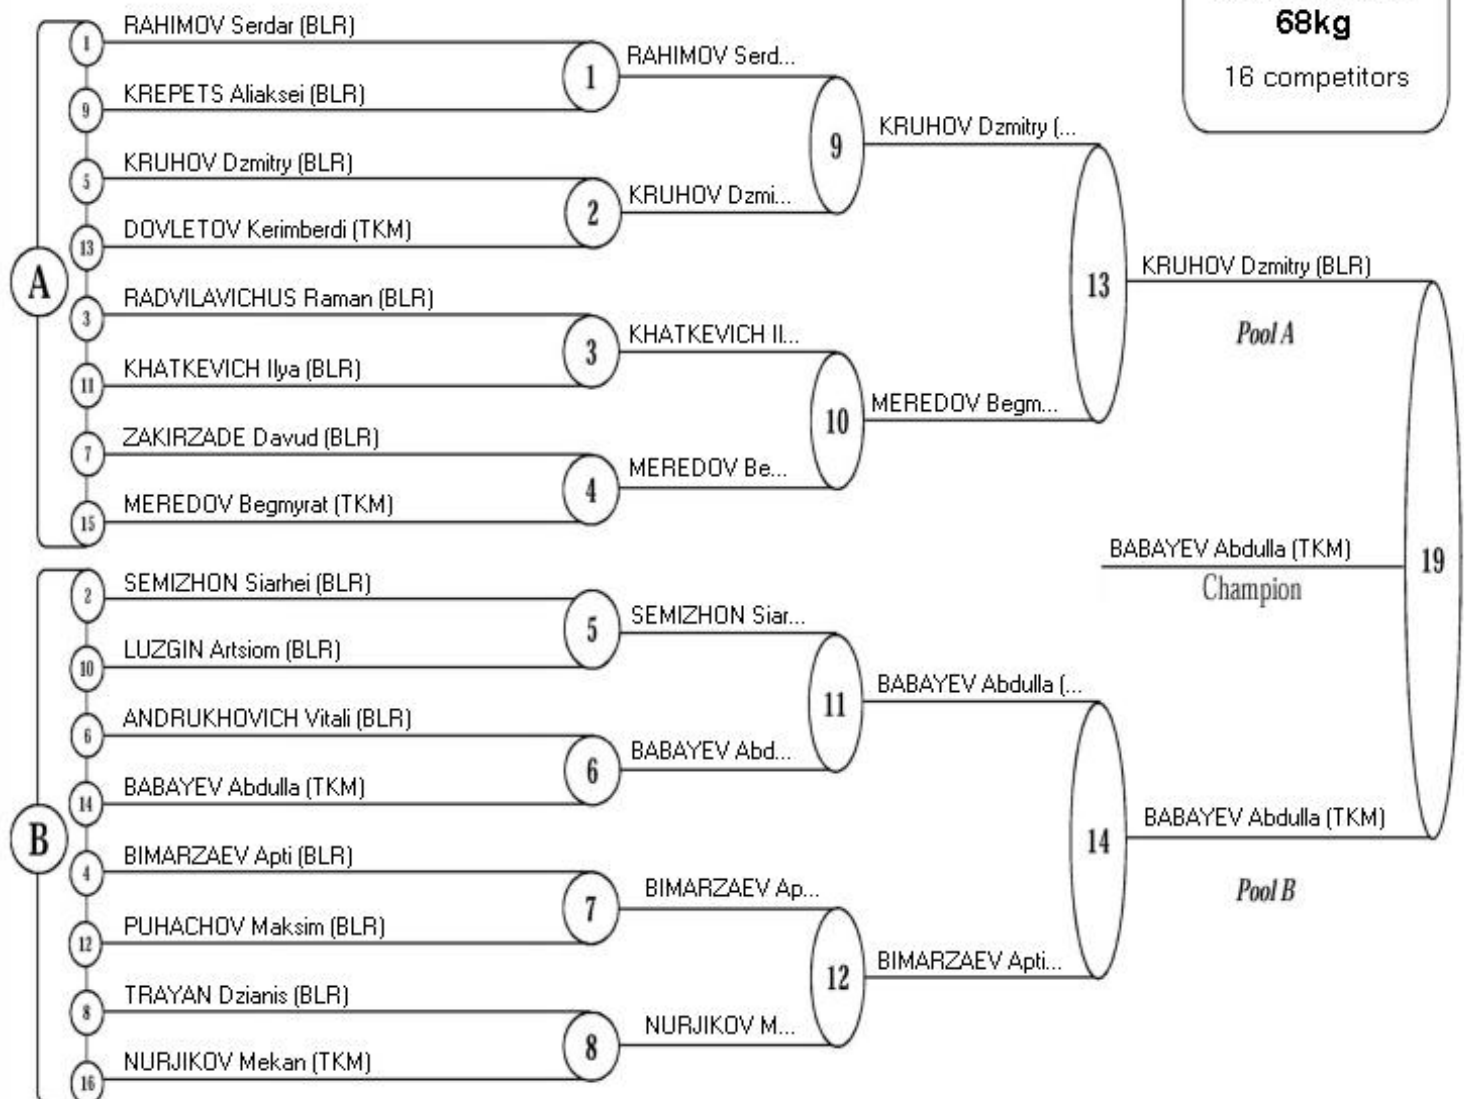 68kg
16 competitors
A
1 RAHIMOV Serdar (BLR)
9 KREPETS Aliaksei (BLR)
5 KRUHOV Dzmitry (BLR)
13 DOVLETOV Kerimberdi (TKM)
3 RADVILAVICHUS Raman (BLR)
11 KHATKEVICH Ilya (BLR)
7 ZAKIRZADE Davud (BLR)
15 MEREDOV Begmyrat (TKM)
B
2 SEMIZHON Siarhei (BLR)
10 LUZGIN Artsiom (BLR)
6 ANDRUKHOVICH Vitali (BLR)
14 BABAYEV Abdulla (TKM)
4 BIMARZAEV Apti (BLR)
12 PUHACHOV Maksim (BLR)
8 TRAYAN Dzianis (BLR)
16 NURJIKOV Mekan (TKM)
1 RAHIMOV Serd...
2 KRUHOV Dzmi...
3 KHATKEVICH Il...
4 MEREDOV Be...
5 SEMIZHON Siar...
6 BABAYEV Abd...
7 BIMARZAEV Ap...
8 NURJIKOV M...
9 KRUHOV Dzmitry (...
10 MEREDOV Begm...
11 BABAYEV Abdulla (...
12 BIMARZAEV Apti...
13 KRUHOV Dzmitry (BLR)
Pool A
14 BABAYEV Abdulla (TKM)
Pool B
19 BABAYEV Abdulla (TKM)
Champion